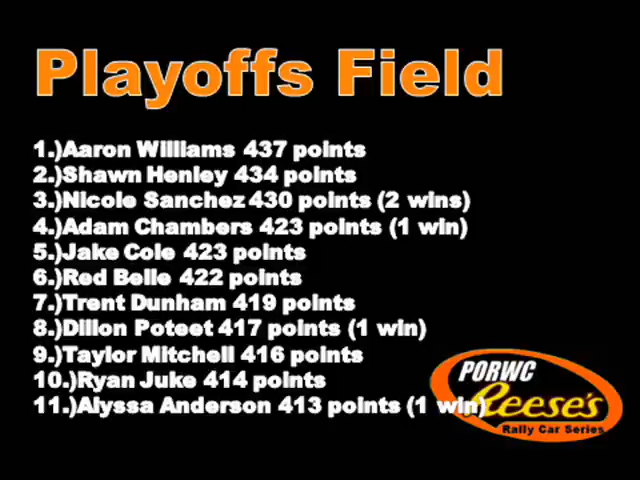 Playoffs Field
1.)Aaron Williams 437 points
2.)Shawn Henley 434 points
3.)Nicole Sanchez 430 points (2 wins)
4.)Adam Chambers 423 points (1 win)
5.)Jake Cole 423 points
6.)Red Belle 422 points
7.)Trent Dunham 419 points
8.)Dillon Poteet 417 points (1 win)
9.)Taylor Mitchell 416 points
10.)Ryan Juke 414 points
11.)Alyssa Anderson 413 points (1 win)
PORWC
Reese's
Rally Car Series